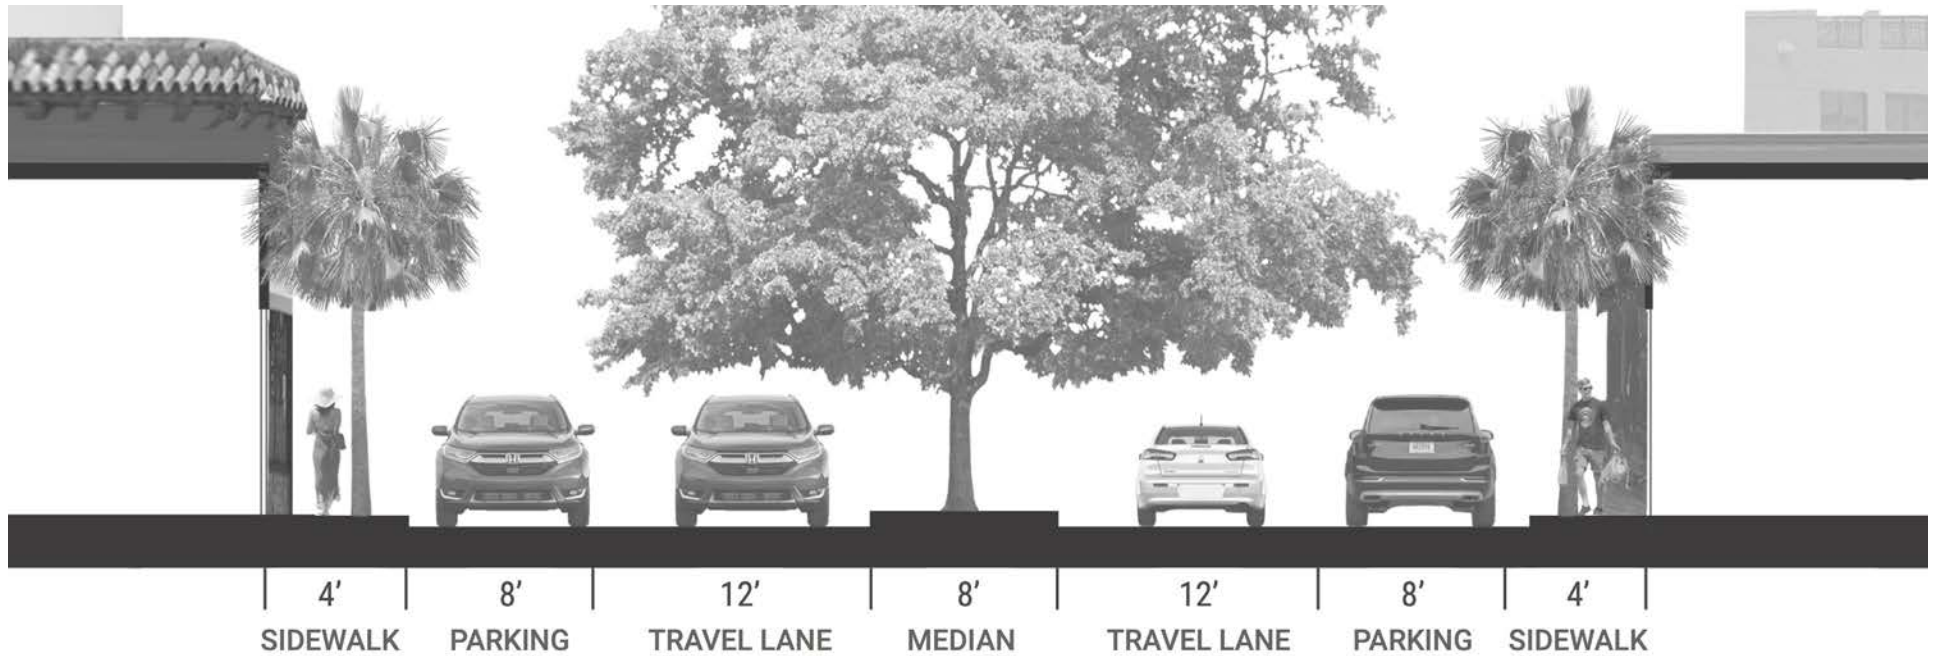 4’ 8’ 12’ 8’ 12’ 8’ 4’
SIDEWALK PARKING TRAVEL LANE MEDIAN TRAVEL LANE PARKING SIDEWALK